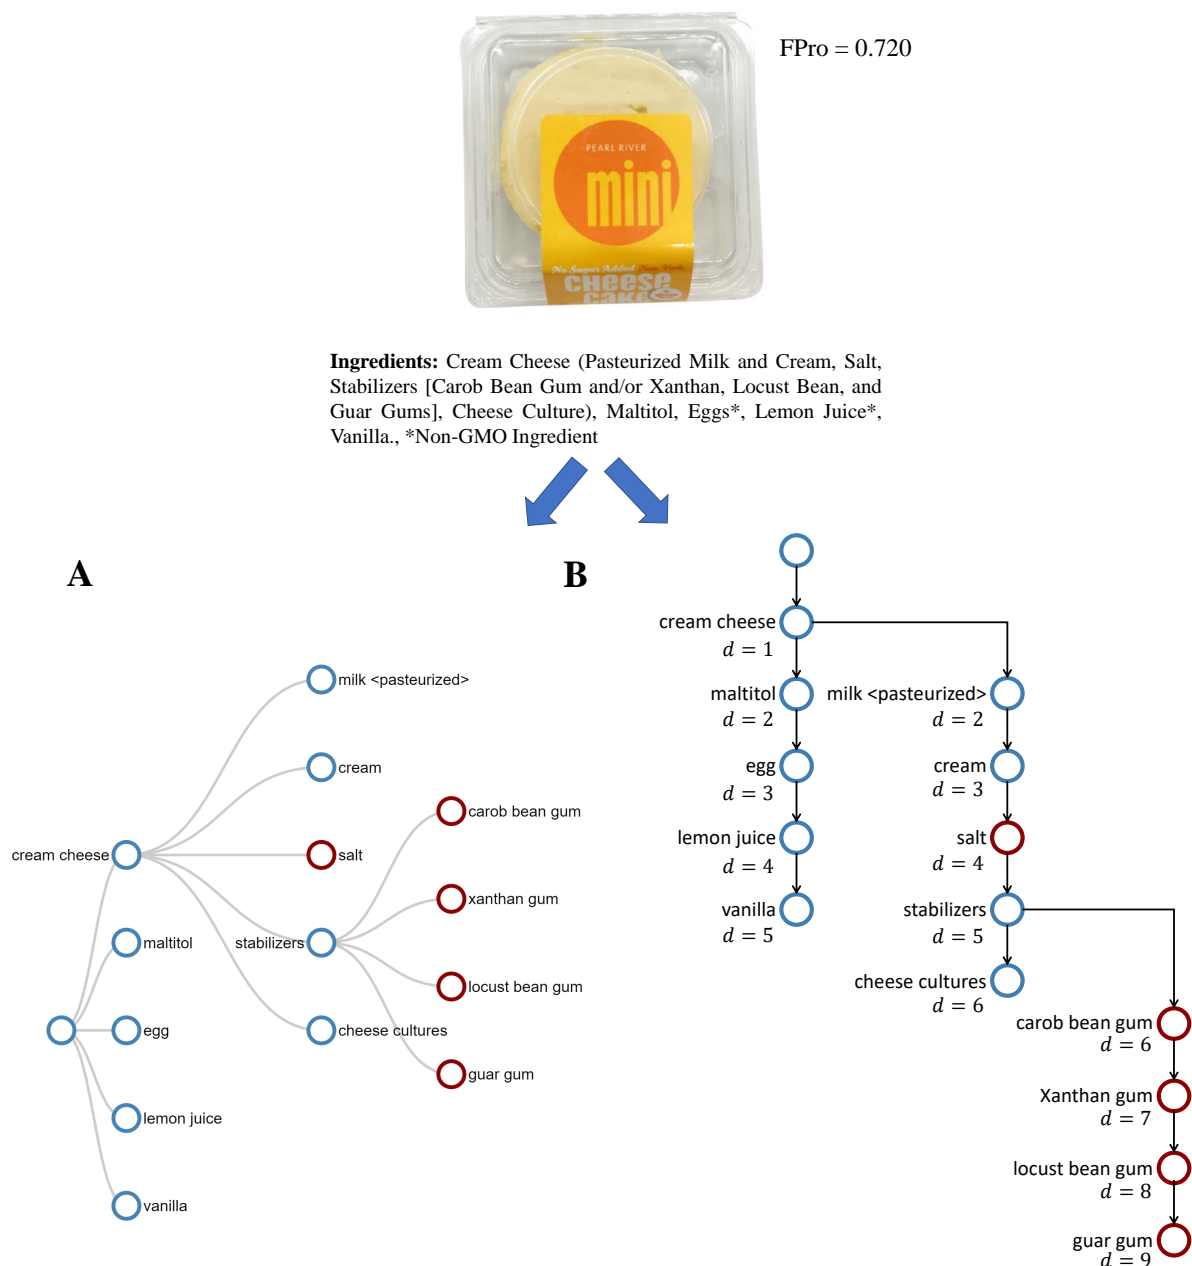 FPro = 0.720
PEARL RIVER
mini
No Sugar Added New York
CHEESE
CAKE
Ingredients: Cream Cheese (Pasteurized Milk and Cream, Salt,
Stabilizers [Carob Bean Gum and/or Xanthan, Locust Bean, and
Guar Gums], Cheese Culture), Maltitol, Eggs*, Lemon Juice*,
Vanilla., *Non-GMO Ingredient
A
milk <pasteurized>
cream
carob bean gum
cream cheese
salt
xanthan gum
maltitol
stabilizers
locust bean gum
egg
cheese cultures
guar gum
lemon juice
vanilla
B
cream cheese
d = 1
maltitol
d = 2
milk <pasteurized>
d = 2
egg
d = 3
cream
d = 3
lemon juice
d = 4
salt
d = 4
vanilla
d = 5
stabilizers
d = 5
cheese cultures
d = 6
carob bean gum
d = 6
Xanthan gum
d = 7
locust bean gum
d = 8
guar gum
d = 9